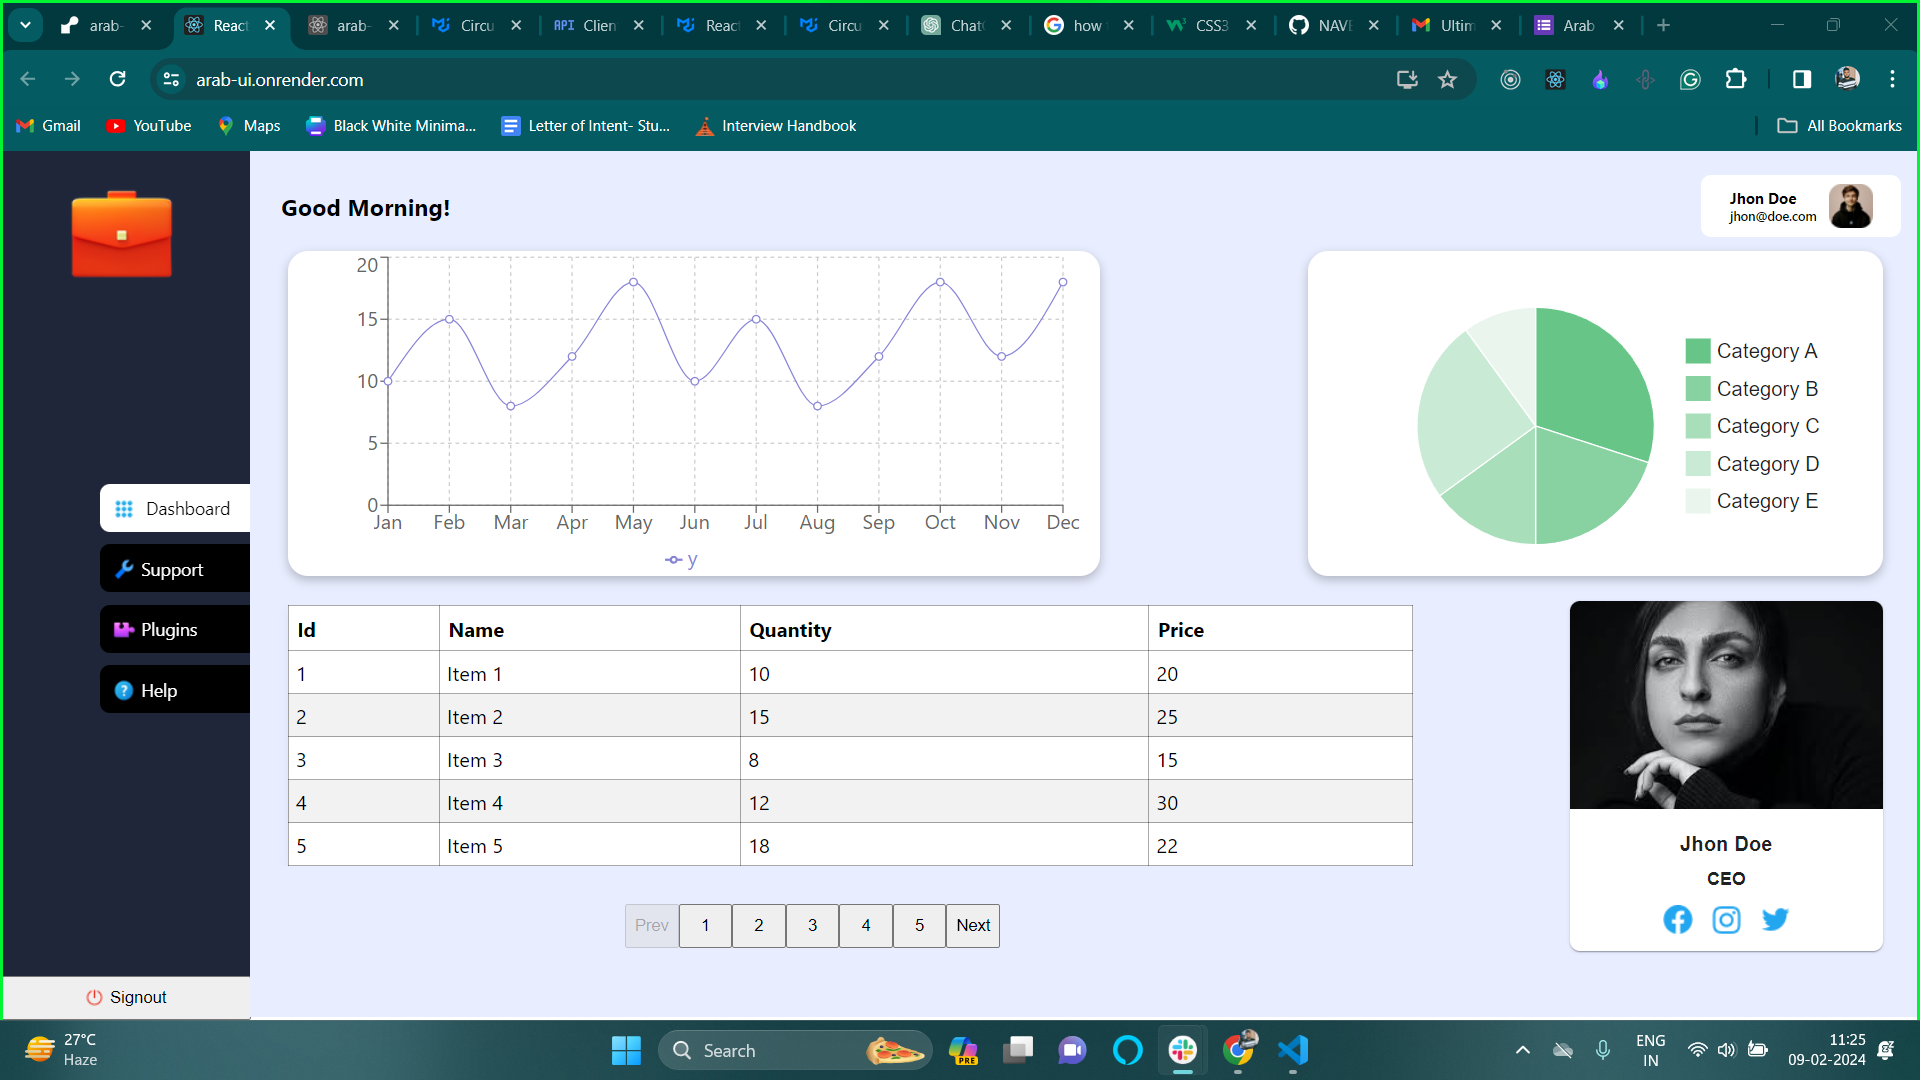 arab-
React
arab-
Circu
Clien
React
Circu
Chat
how
CSS3
NAVE
Ultim
Arab
arab-ui.onrender.com
Gmail
YouTube
Maps
Black White Minima...
Letter of Intent- Stu...
Interview Handbook
All Bookmarks
Good Morning!
Jhon Doe
jhon@doe.com
20
15
10
5
0
Jan Feb Mar Apr May Jun Jul Aug Sep Oct Nov Dec
y
Category A
Category B
Category C
Category D
Category E
Dashboard
Support
Plugins
Help
Signout
Id Name Quantity Price
1 Item 1 10 20
2 Item 2 15 25
3 Item 3 8 15
4 Item 4 12 30
5 Item 5 18 22
Prev 1 2 3 4 5 Next
Jhon Doe
CEO
27°C
Haze
Search
PRE
ENG
IN
11:25
09-02-2024